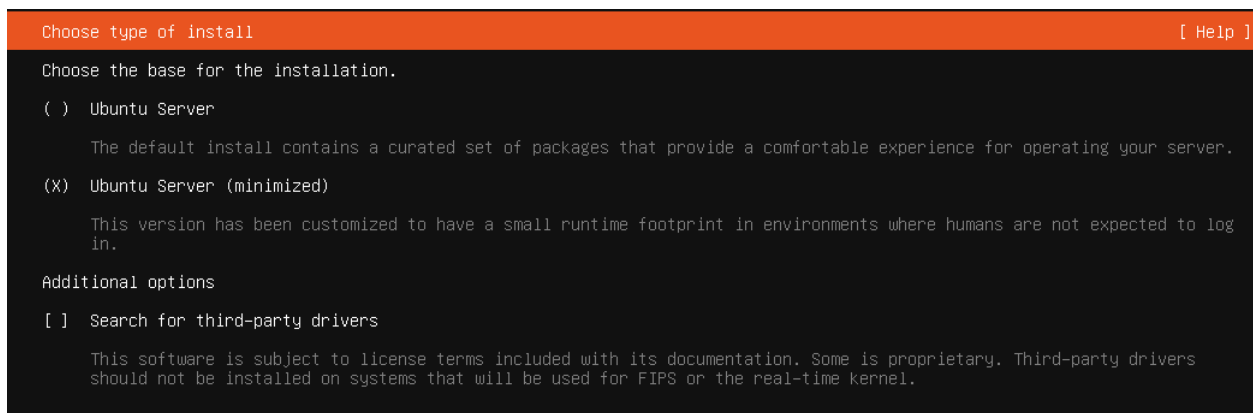 Choose type of install [ Help ]
Choose the base for the installation.
( ) Ubuntu Server
The default install contains a curated set of packages that provide a comfortable experience for operating your server.
(X) Ubuntu Server (minimized)
This version has been customized to have a small runtime footprint in environments where humans are not expected to log
in.
Additional options
[ ] Search for third-party drivers
This software is subject to license terms included with its documentation. Some is proprietary. Third-party drivers
should not be installed on systems that will be used for FIPS or the real-time kernel.